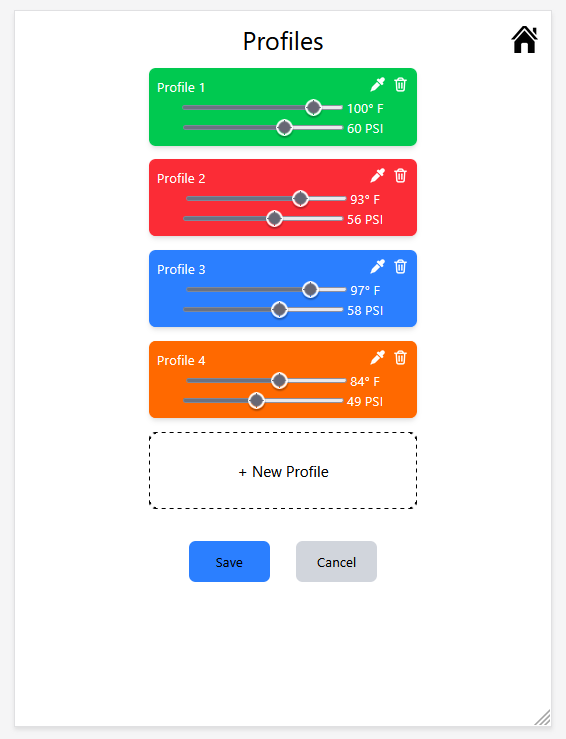 Profiles
Profile 1
100° F
60 PSI
Profile 2
93° F
56 PSI
Profile 3
97° F
58 PSI
Profile 4
84° F
49 PSI
+ New Profile
Save
Cancel